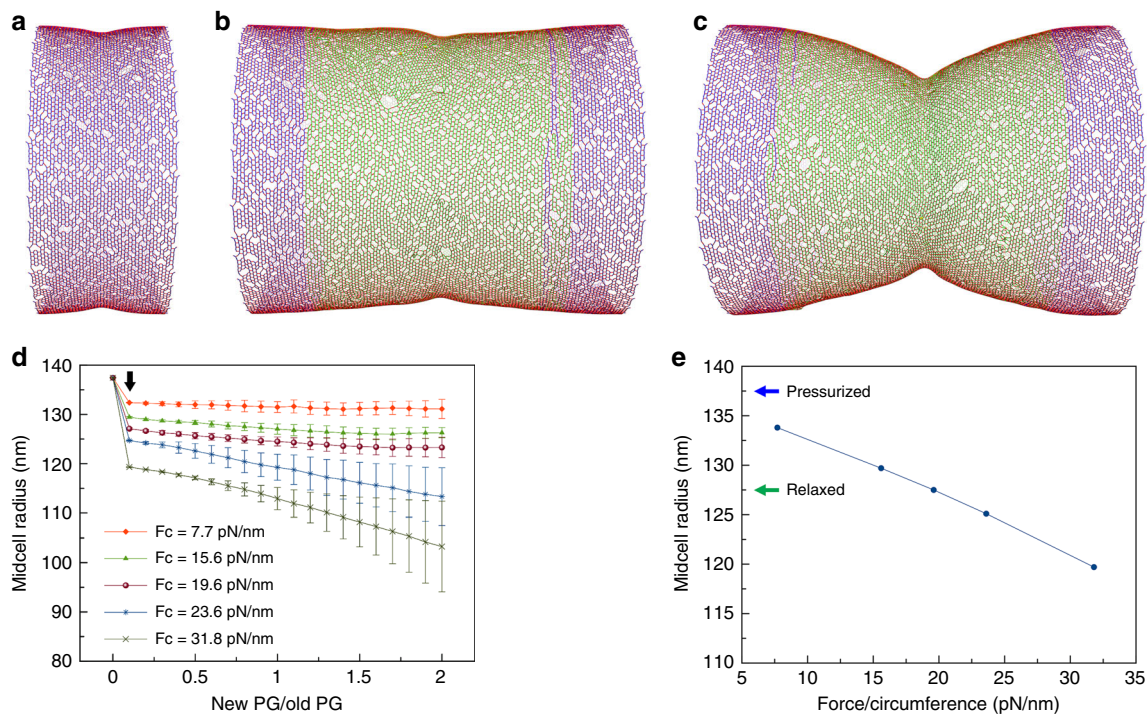 a
b
c
d
140
130
120
110
100
90
80
Midcell radius (nm)
Fc = 7.7 pN/nm
Fc = 15.6 pN/nm
Fc = 19.6 pN/nm
Fc = 23.6 pN/nm
Fc = 31.8 pN/nm
0
0.5
1
1.5
2
New PG/old PG
e
140
135
130
125
120
115
110
Midcell radius (nm)
Pressurized
Relaxed
5
10
15
20
25
30
35
Force/circumference (pN/nm)